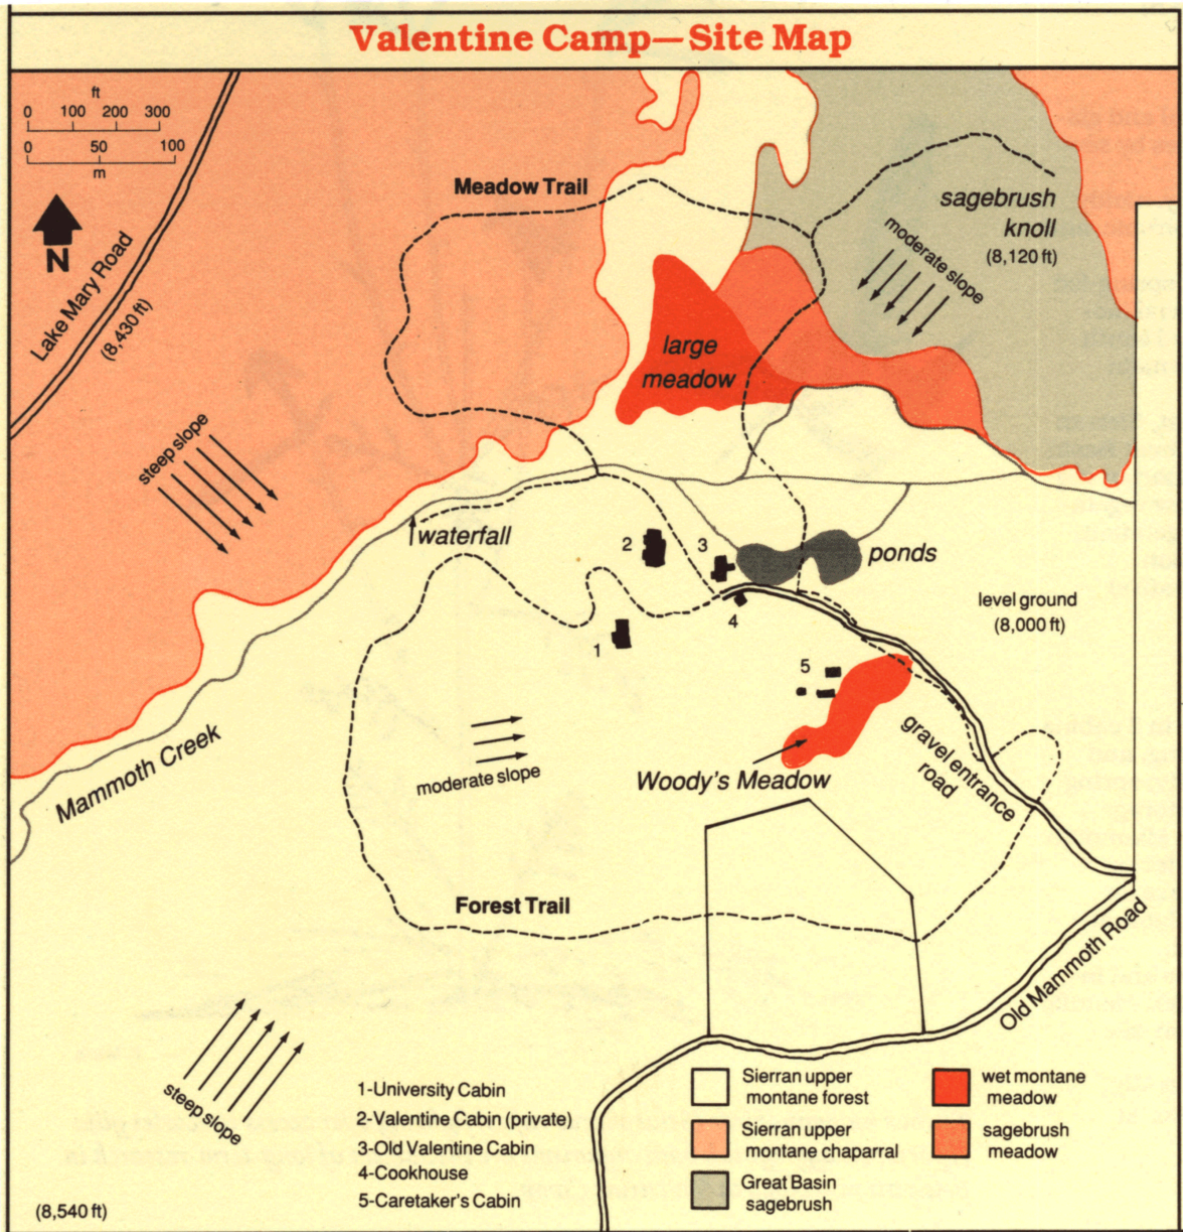 Valentine Camp—Site Map
ft
0 100 200 300
0 50 100
m
N
Lake Mary Road
(8,430 ft)
Meadow Trail
sagebrush
knoll
(8,120 ft)
moderate slope
large
meadow
steep slope
waterfall
2
3
ponds
4
1
level ground
(8,000 ft)
5
Mammoth Creek
moderate slope
Woody's Meadow
gravel entrance
road
Forest Trail
Old Mammoth Road
steep slope
(8,540 ft)
1-University Cabin
2-Valentine Cabin (private)
3-Old Valentine Cabin
4-Cookhouse
5-Caretaker's Cabin
Sierran upper
montane forest
Sierran upper
montane chaparral
Great Basin
sagebrush
wet montane
meadow
sagebrush
meadow